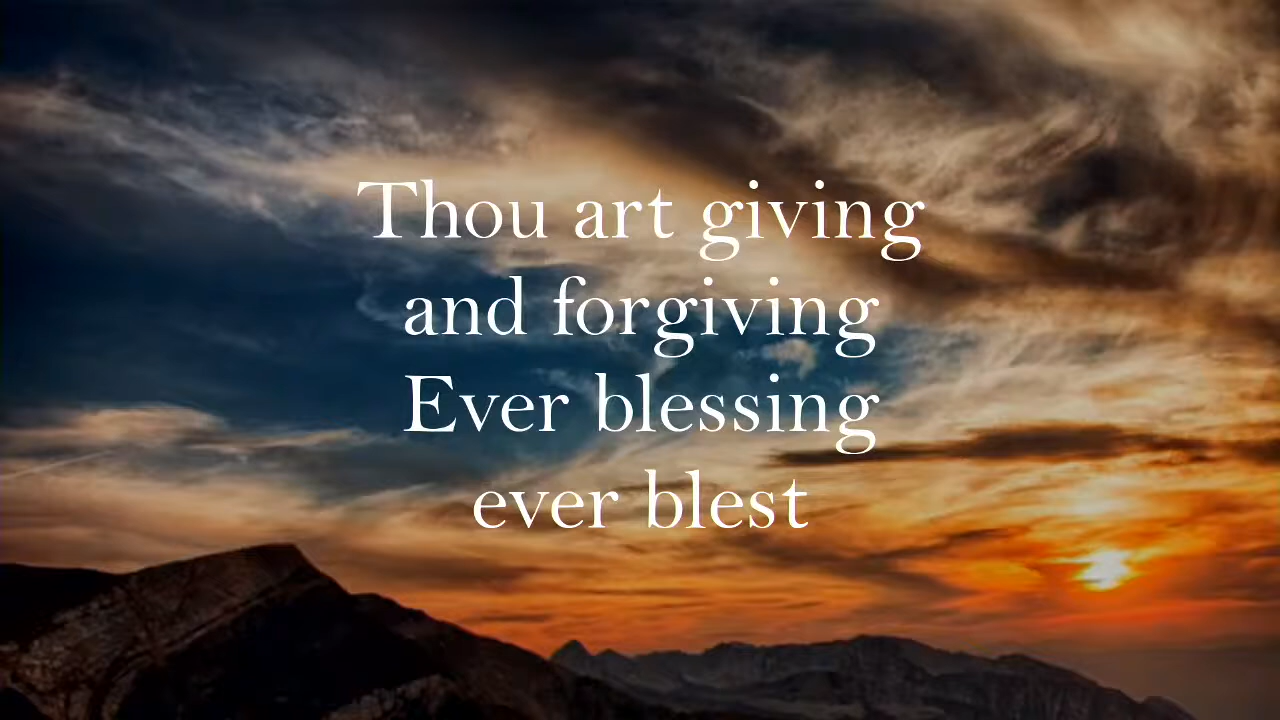 Thou art giving
and forgiving
Ever blessing
ever blest